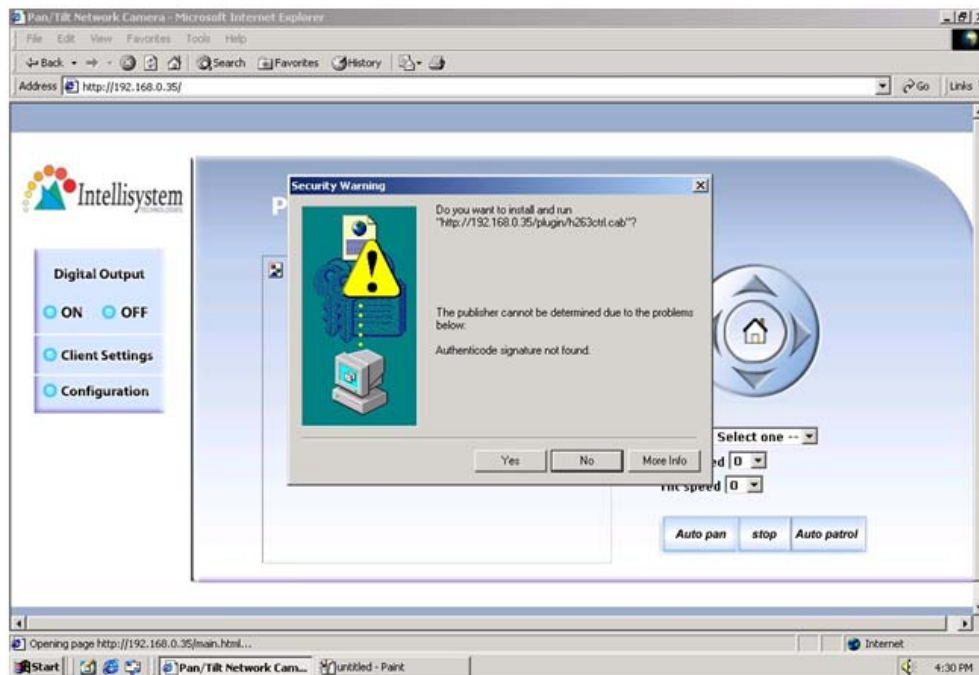 Pan/Tilt Network Camera - Microsoft Internet Explorer
File Edit View Favorites Tools Help
Back Search Favorites History
Address http://192.168.0.35/ Go Links
Intellisystem
TECHNOLOGIES
Digital Output
ON OFF
Client Settings
Configuration
P
Security Warning
Do you want to install and run
"http://192.168.0.35/plugin/h263ctrl.cab"?
The publisher cannot be determined due to the problems
below:
Authenticode signature not found.
Yes No More Info
Select one --
ed 0
Tilt speed 0
Auto pan stop Auto patrol
Opening page http://192.168.0.35/main.html...
Internet
Start Pan/Tilt Network Cam... untitled - Paint 4:30 PM